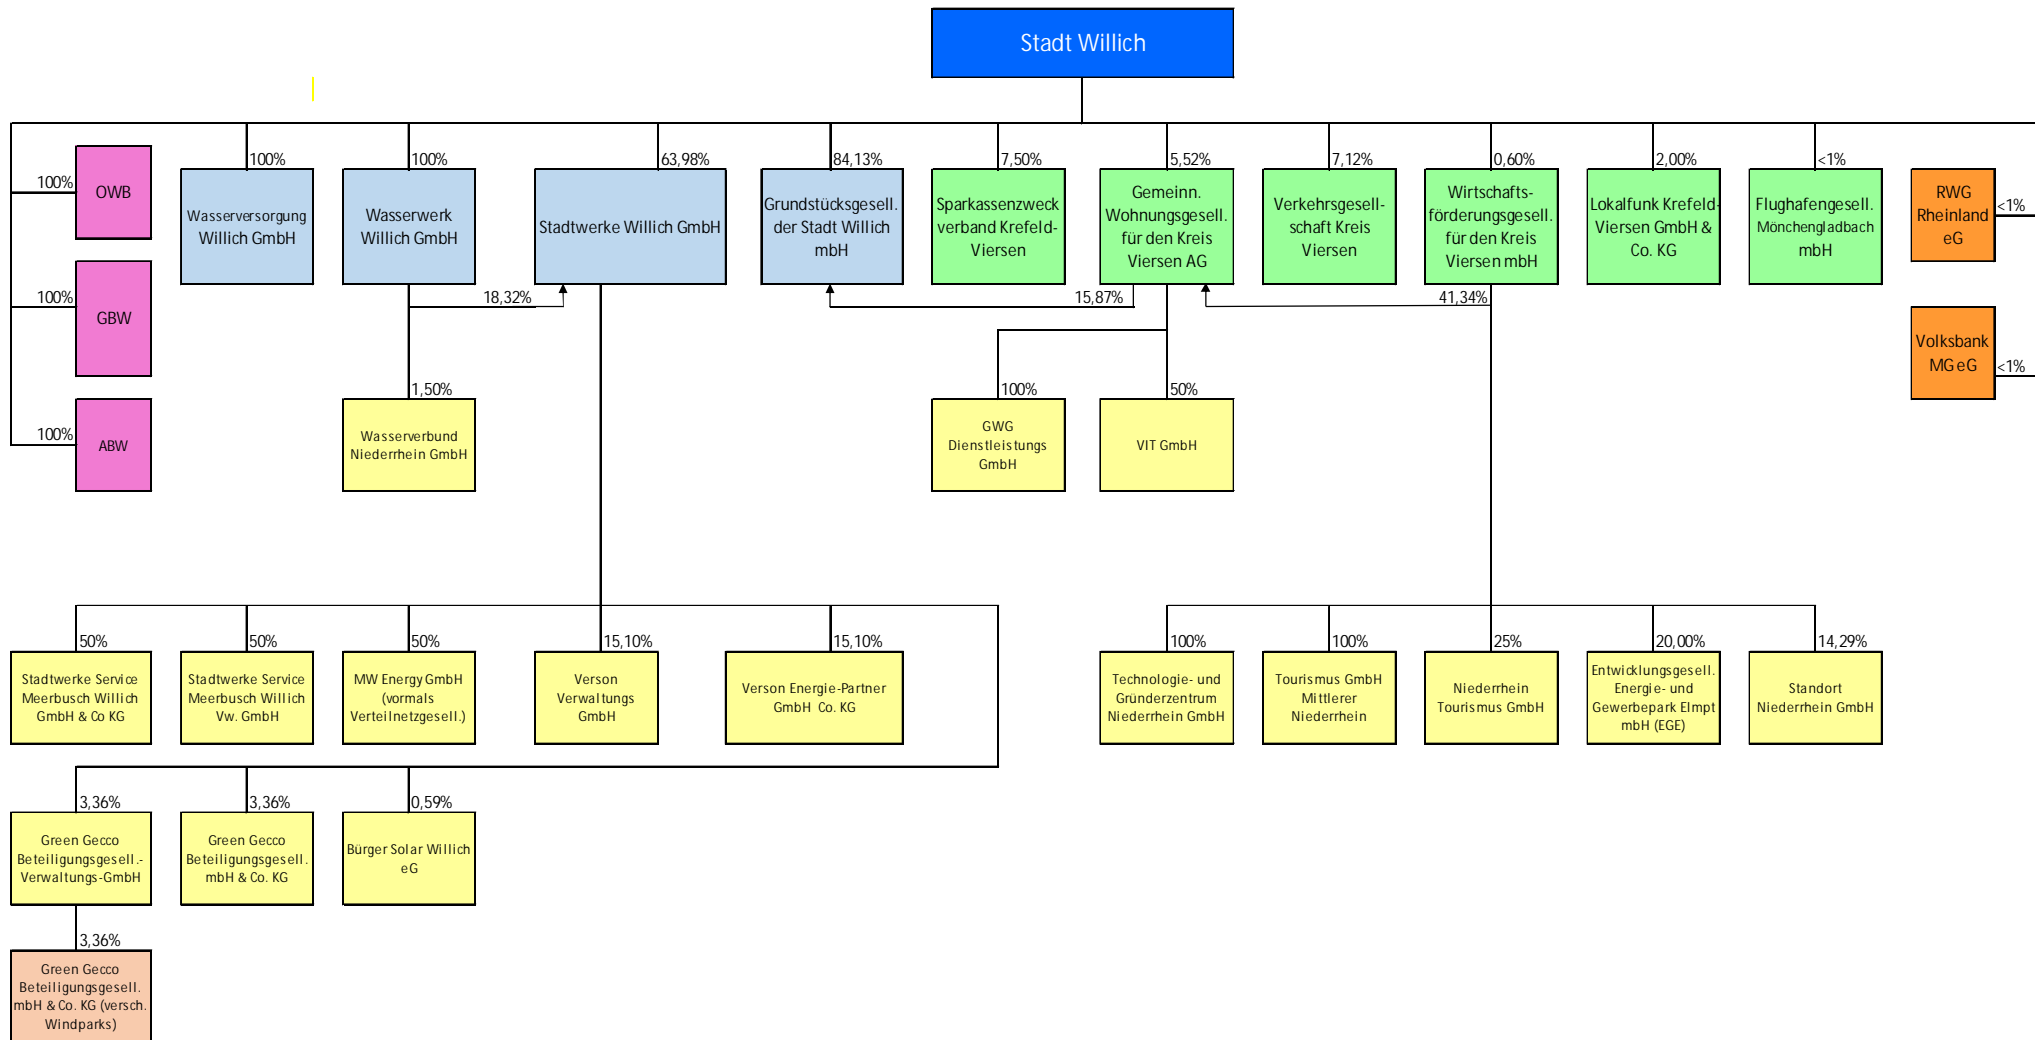 Stadt Willich
100%
100%
63,98%
84,13%
7,50%
5,52%
7,12%
0,60%
2,00%
<1%
100%
OWB
Wasserversorgung
Willich GmbH
Wasserwerk
Willich GmbH
Stadtwerke Willich GmbH
Grundstücksgesell.
der Stadt Willich
mbH
Sparkassenzweck
verband Krefeld-
Viersen
Gemeinn.
Wohnungsgesell.
für den Kreis
Viersen AG
Verkehrsgesell-
schaft Kreis
Viersen
Wirtschafts-
förderungsgesell.
für den Kreis
Viersen mbH
Lokalfunk Krefeld-
Viersen GmbH &
Co. KG
Flughafengesell.
Mönchengladbach
mbH
RWG
Rheinland
eG
<1%
100%
GBW
18,32%
15,87%
41,34%
Volksbank
MG eG
<1%
100%
ABW
1,50%
Wasserverbund
Niederrhein GmbH
100%
GWG
Dienstleistungs
GmbH
50%
VIT GmbH
50%
50%
50%
15,10%
15,10%
100%
100%
25%
20,00%
14,29%
Stadtwerke Service
Meerbusch Willich
GmbH & Co KG
Stadtwerke Service
Meerbusch Willich
Vw. GmbH
MW Energy GmbH
(vormals
Verteilnetzgesell.)
Verson
Verwaltungs
GmbH
Verson Energie-Partner
GmbH Co. KG
Technologie- und
Gründerzentrum
Niederrhein GmbH
Tourismus GmbH
Mittlerer
Niederrhein
Niederrhein
Tourismus GmbH
Entwicklungsgesell.
Energie- und
Gewerbepark Elmpt
mbH (EGE)
Standort
Niederrhein GmbH
3,36%
3,36%
0,59%
Green Gecco
Beteiligungsgesell.-
Verwaltungs-GmbH
Green Gecco
Beteiligungsgesell.
mbH & Co. KG
Bürger Solar Willich
eG
3,36%
Green Gecco
Beteiligungsgesell.
mbH & Co. KG (versch.
Windparks)